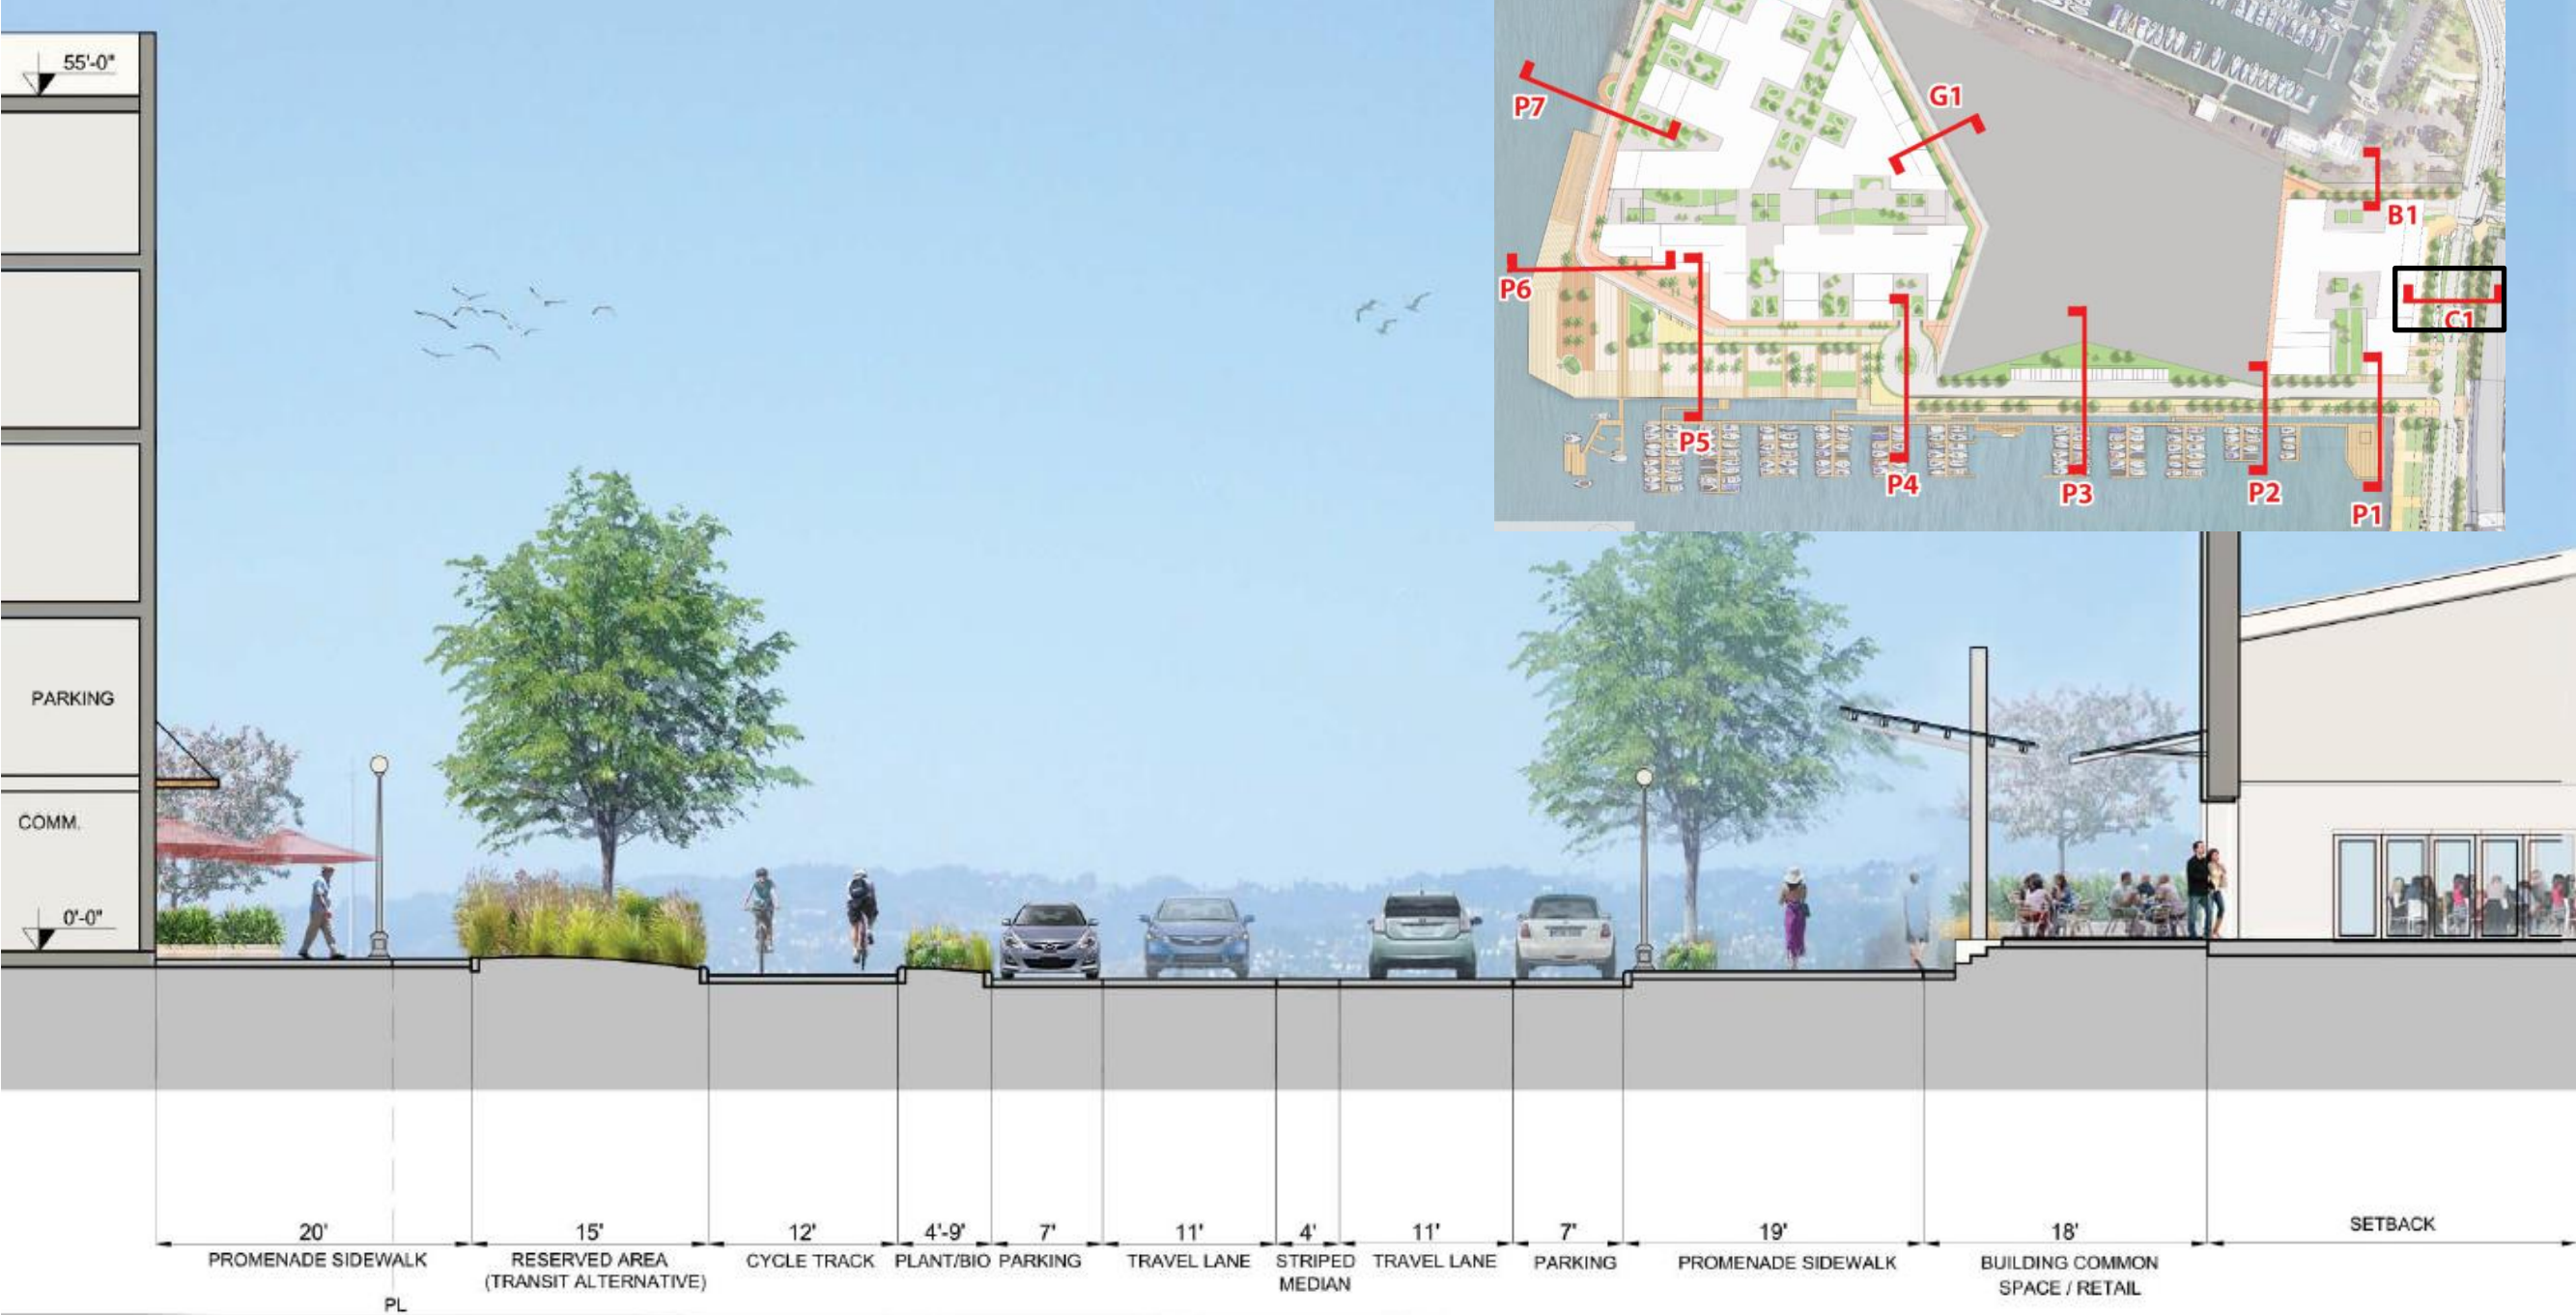 55'-0"
PARKING
COMM.
0'-0"
P7
G1
B1
P6
C1
P5
P4
P3
P2
P1
20'
15'
12'
4'-9'
7'
11'
4'
11'
7'
19'
18'
SETBACK
PROMENADE SIDEWALK
RESERVED AREA
(TRANSIT ALTERNATIVE)
CYCLE TRACK
PLANT/BIO
PARKING
TRAVEL LANE
STRIPED
MEDIAN
TRAVEL LANE
PARKING
PROMENADE SIDEWALK
BUILDING COMMON
SPACE / RETAIL
PL